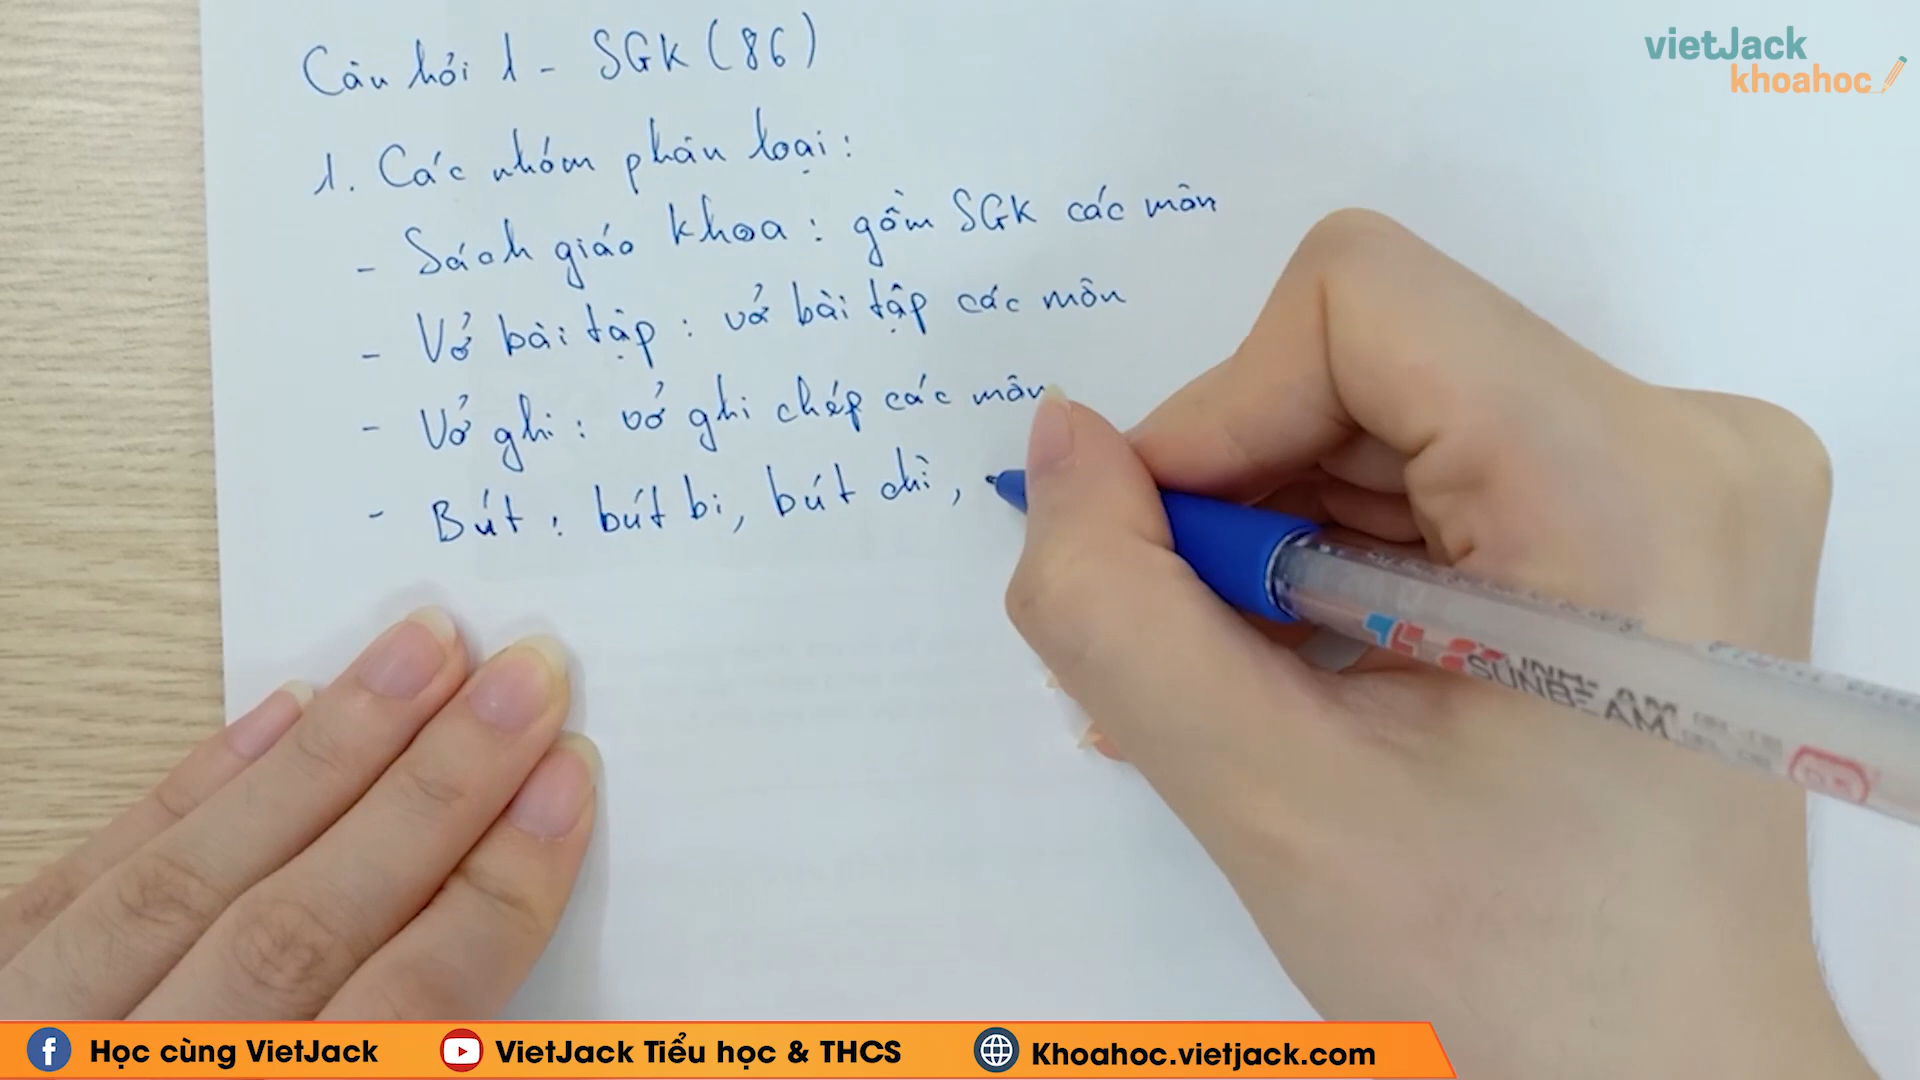 vietJack
khoahoc
Câu hỏi 1 - SGK (86)
1. Các nhóm phân loại:
- Sách giáo khoa: gồm SGK các môn
- Vở bài tập: vở bài tập các môn
- Vở ghi: vở ghi chép các môn
- Bút: bút bi, bút chì,
SUNBEAM
Học cùng VietJack
VietJack Tiểu học & THCS
Khoahoc.vietjack.com